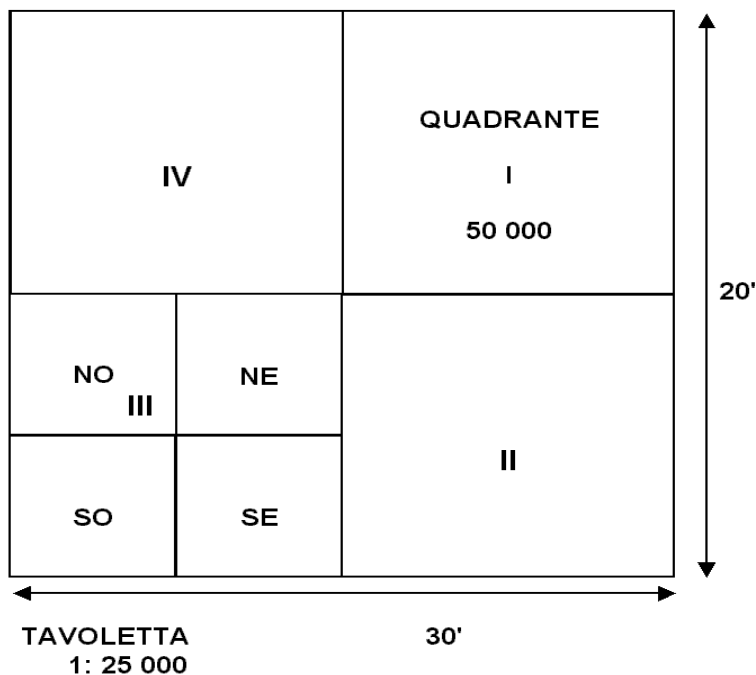 QUADRANTE
IV
I
50 000
20'
NO
NE
III
II
SO
SE
TAVOLETTA
30'
1: 25 000